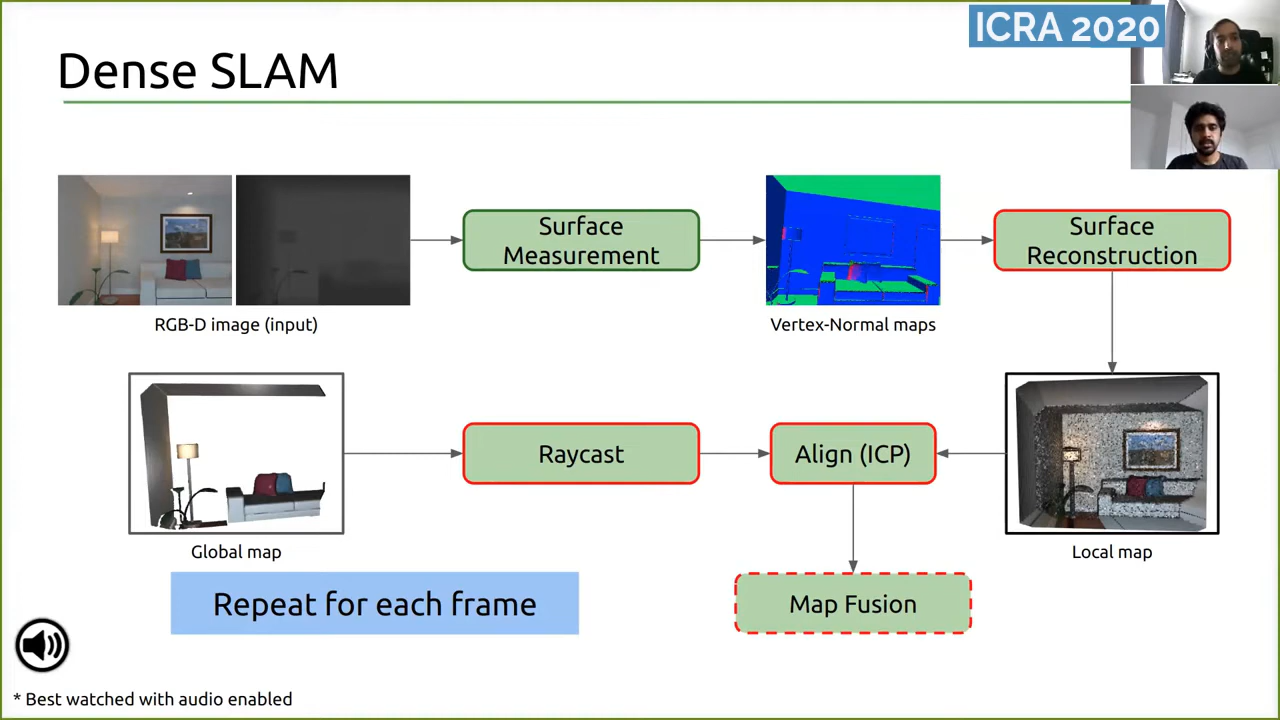 ICRA 2020
Dense SLAM
Surface
Measurement
Surface
Reconstruction
RGB-D image (input)
Vertex-Normal maps
Raycast
Align (ICP)
Global map
Local map
Repeat for each frame
Map Fusion
* Best watched with audio enabled